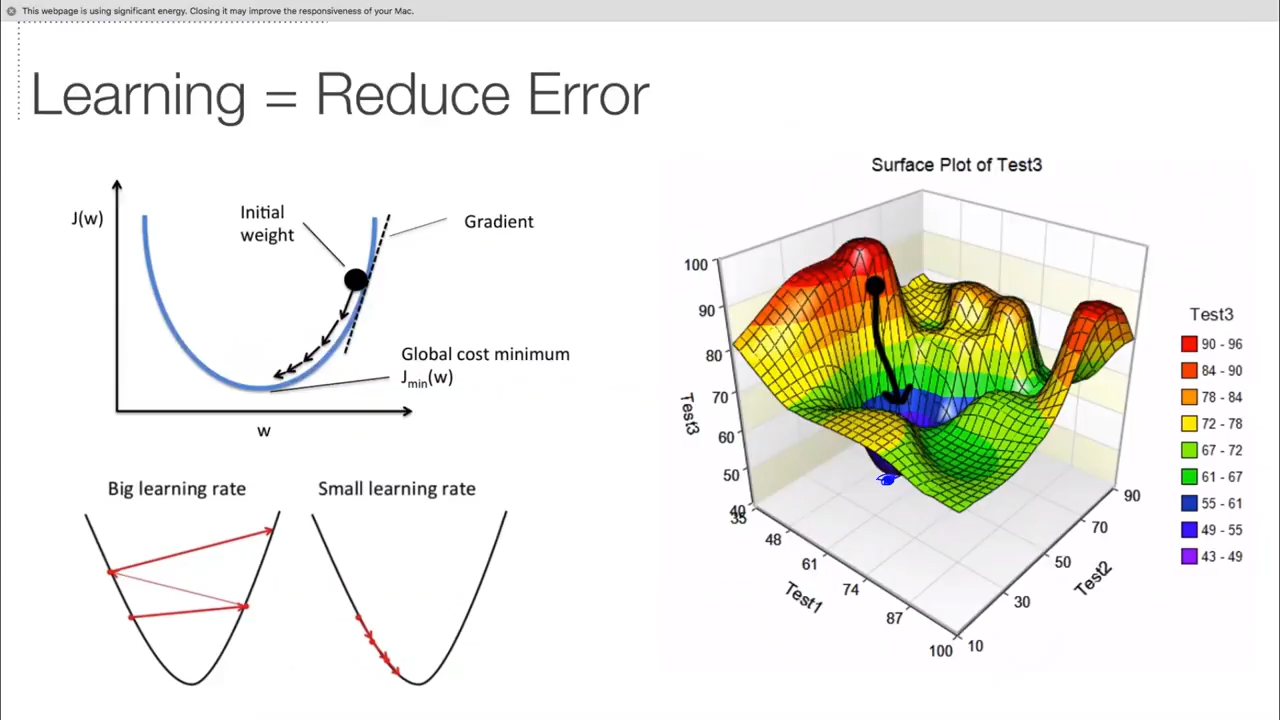 This webpage is using significant energy. Closing it may improve the responsiveness of your Mac.
Learning = Reduce Error
J(w)
Initial
weight
Gradient
Global cost minimum
Jmin(w)
w
Big learning rate
Small learning rate
Surface Plot of Test3
100
90
80
70
60
50
40
Test3
35
48
61
74
87
100
Test1
10
30
50
70
90
Test2
Test3
90 - 96
84 - 90
78 - 84
72 - 78
67 - 72
61 - 67
55 - 61
49 - 55
43 - 49